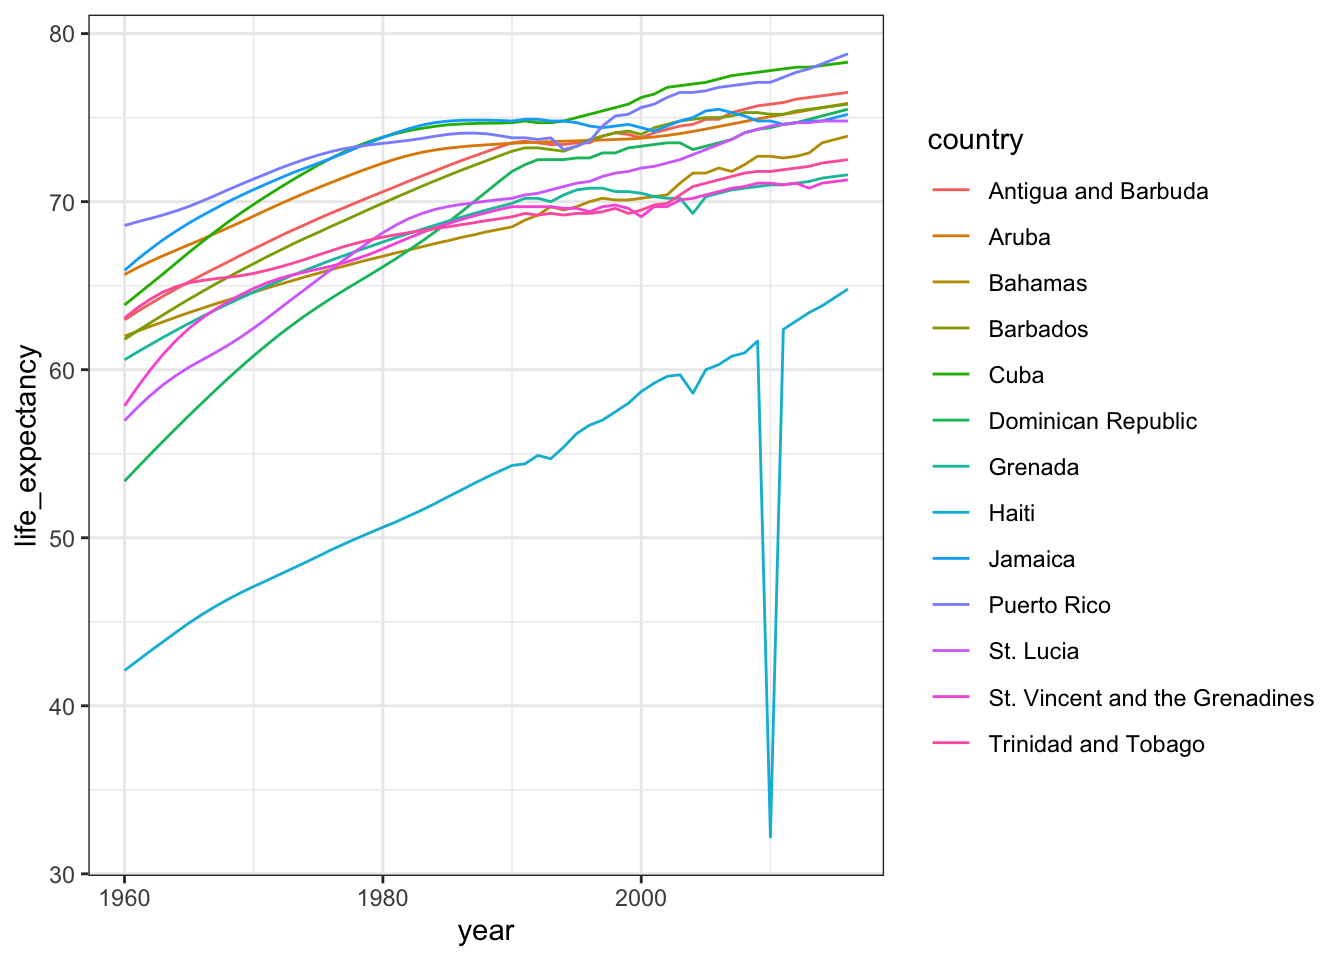 80
70
60
50
40
30
life_expectancy
1960
1980
2000
year
country
Antigua and Barbuda
Aruba
Bahamas
Barbados
Cuba
Dominican Republic
Grenada
Haiti
Jamaica
Puerto Rico
St. Lucia
St. Vincent and the Grenadines
Trinidad and Tobago